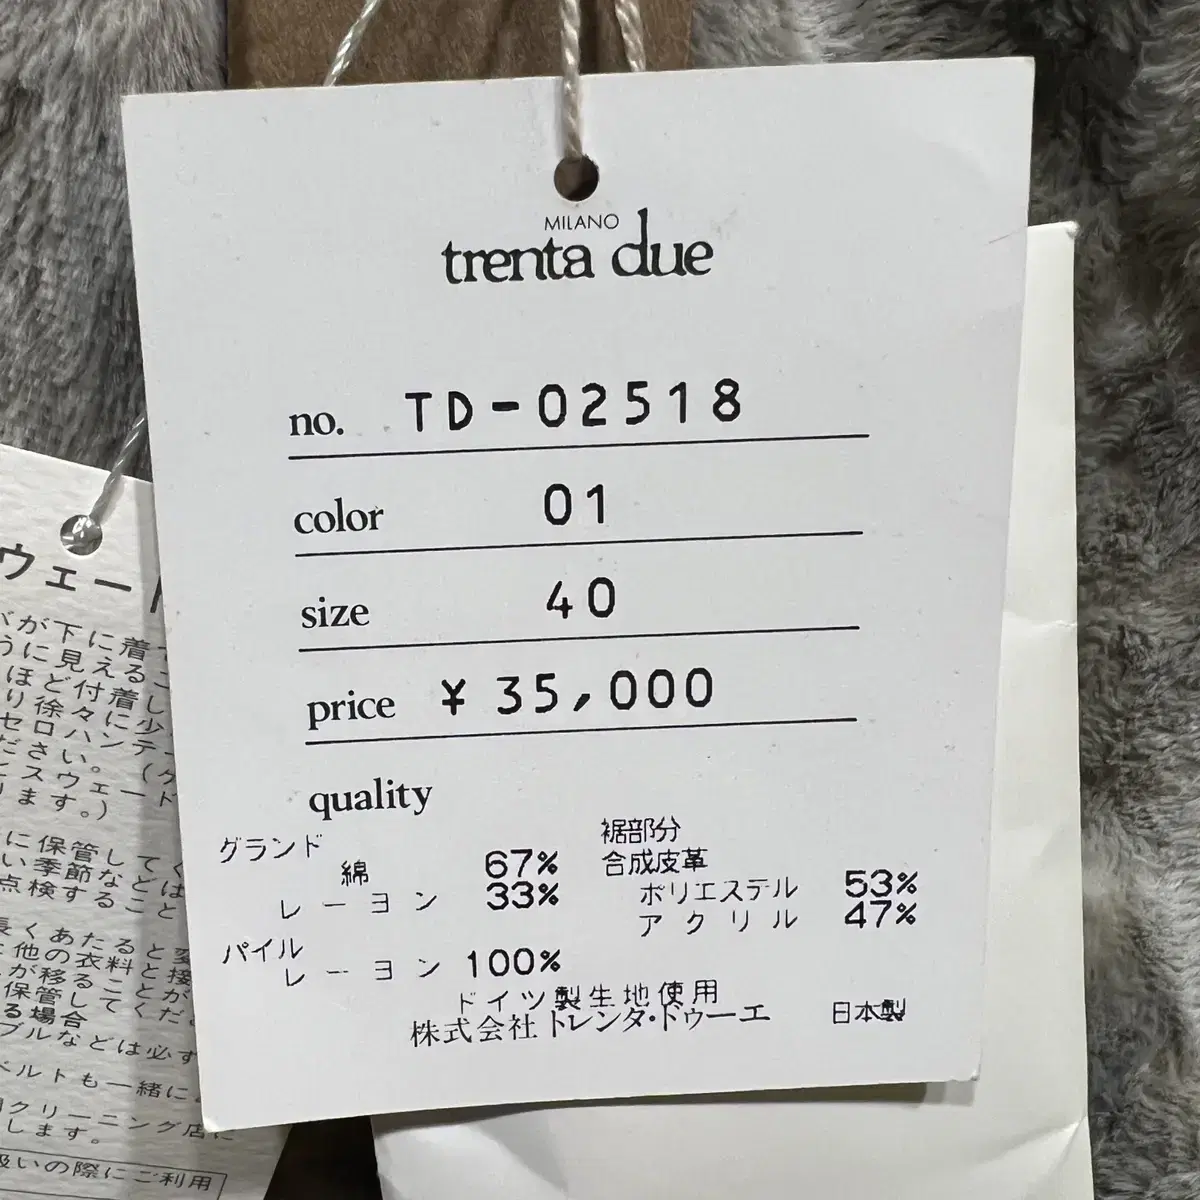 MILANO
trenta due
no. TD-02518
color 01
size 40
price ¥35,000
quality
グランド
綿 67%
レーヨン 33%
パイル
レーヨン 100%
裾部分
合成皮革
ポリエステル 53%
アクリル 47%
ドイツ製生地使用
株式会社トレンタ・ドゥーエ
日本製
ウェー
が下に着
うに見える
ほど付着し
り徐々に少
セロハンテ
ださい。
スウェード
ります。)
に保管して
い季節などは
点検すること
長くあたると変
他の衣料と接
が移ることが
保管してくだ
る場合
ブルなどは必ず
ベルトも一緒に
クリーニング店に
します。
扱いの際にご利用